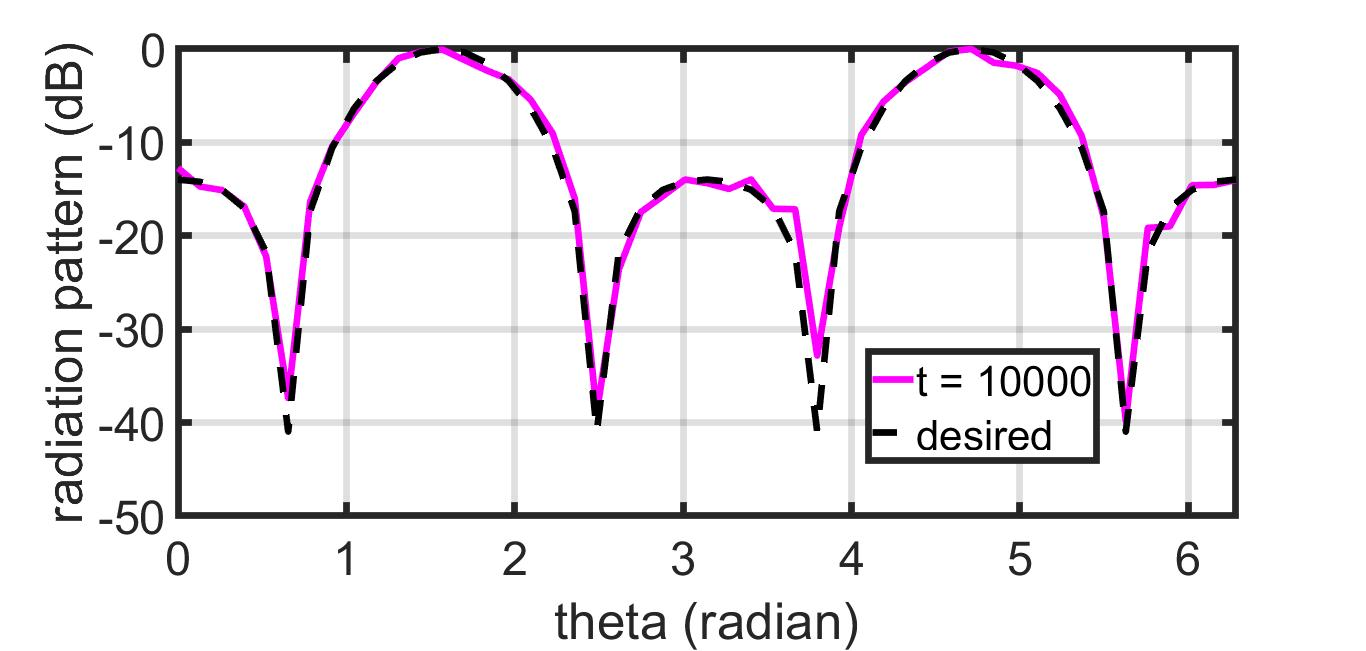 radiation pattern (dB)
0
-10
-20
-30
-40
-50
t = 10000
desired
0 1 2 3 4 5 6
theta (radian)